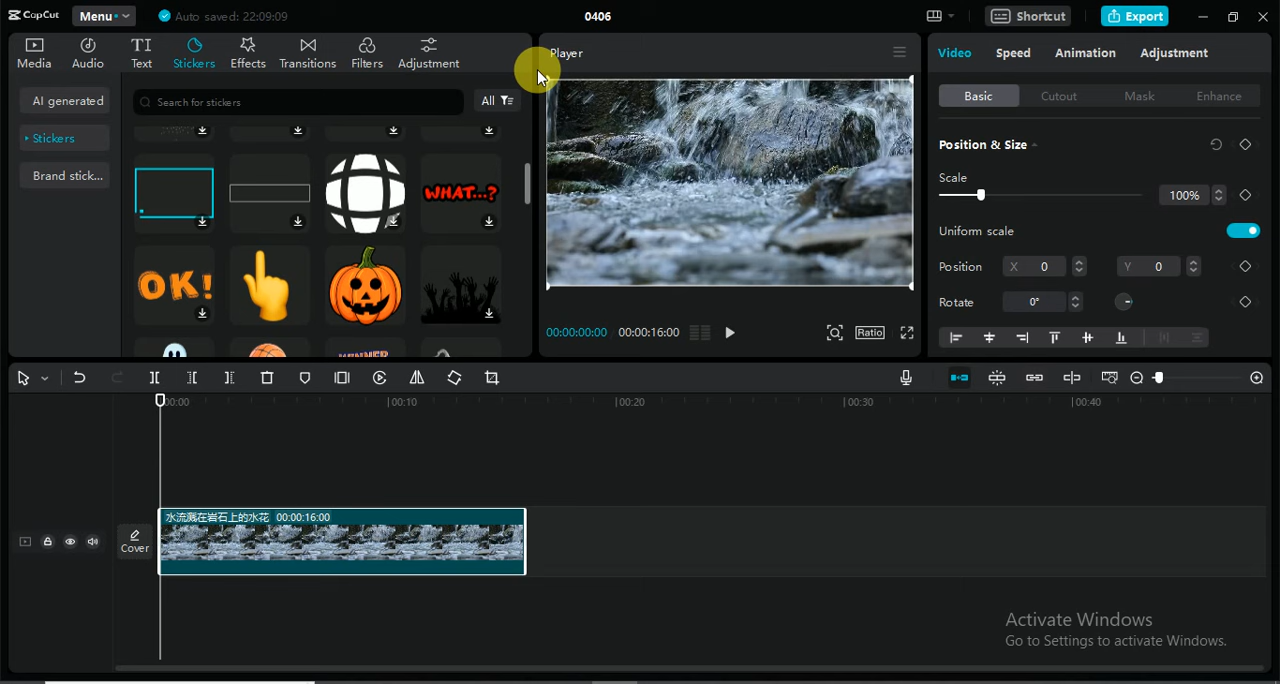 CapCut
Menu
Auto saved: 22:09:09
0406
Shortcut
Export
Media
Audio
Text
Stickers
Effects
Transitions
Filters
Adjustment
Player
Video
Speed
Animation
Adjustment
AI generated
Search for stickers
All
Basic
Cutout
Mask
Enhance
Stickers
Brand stick...
WHAT...?
OK!
Position & Size
Scale
100%
Uniform scale
Position
X 0
Y 0
Rotate
0°
00:00:00:00
00:00:16:00
Ratio
00:00
00:10
00:20
00:30
00:40
水流溅在岩石上的水花 00:00:16:00
Cover
Activate Windows
Go to Settings to activate Windows.